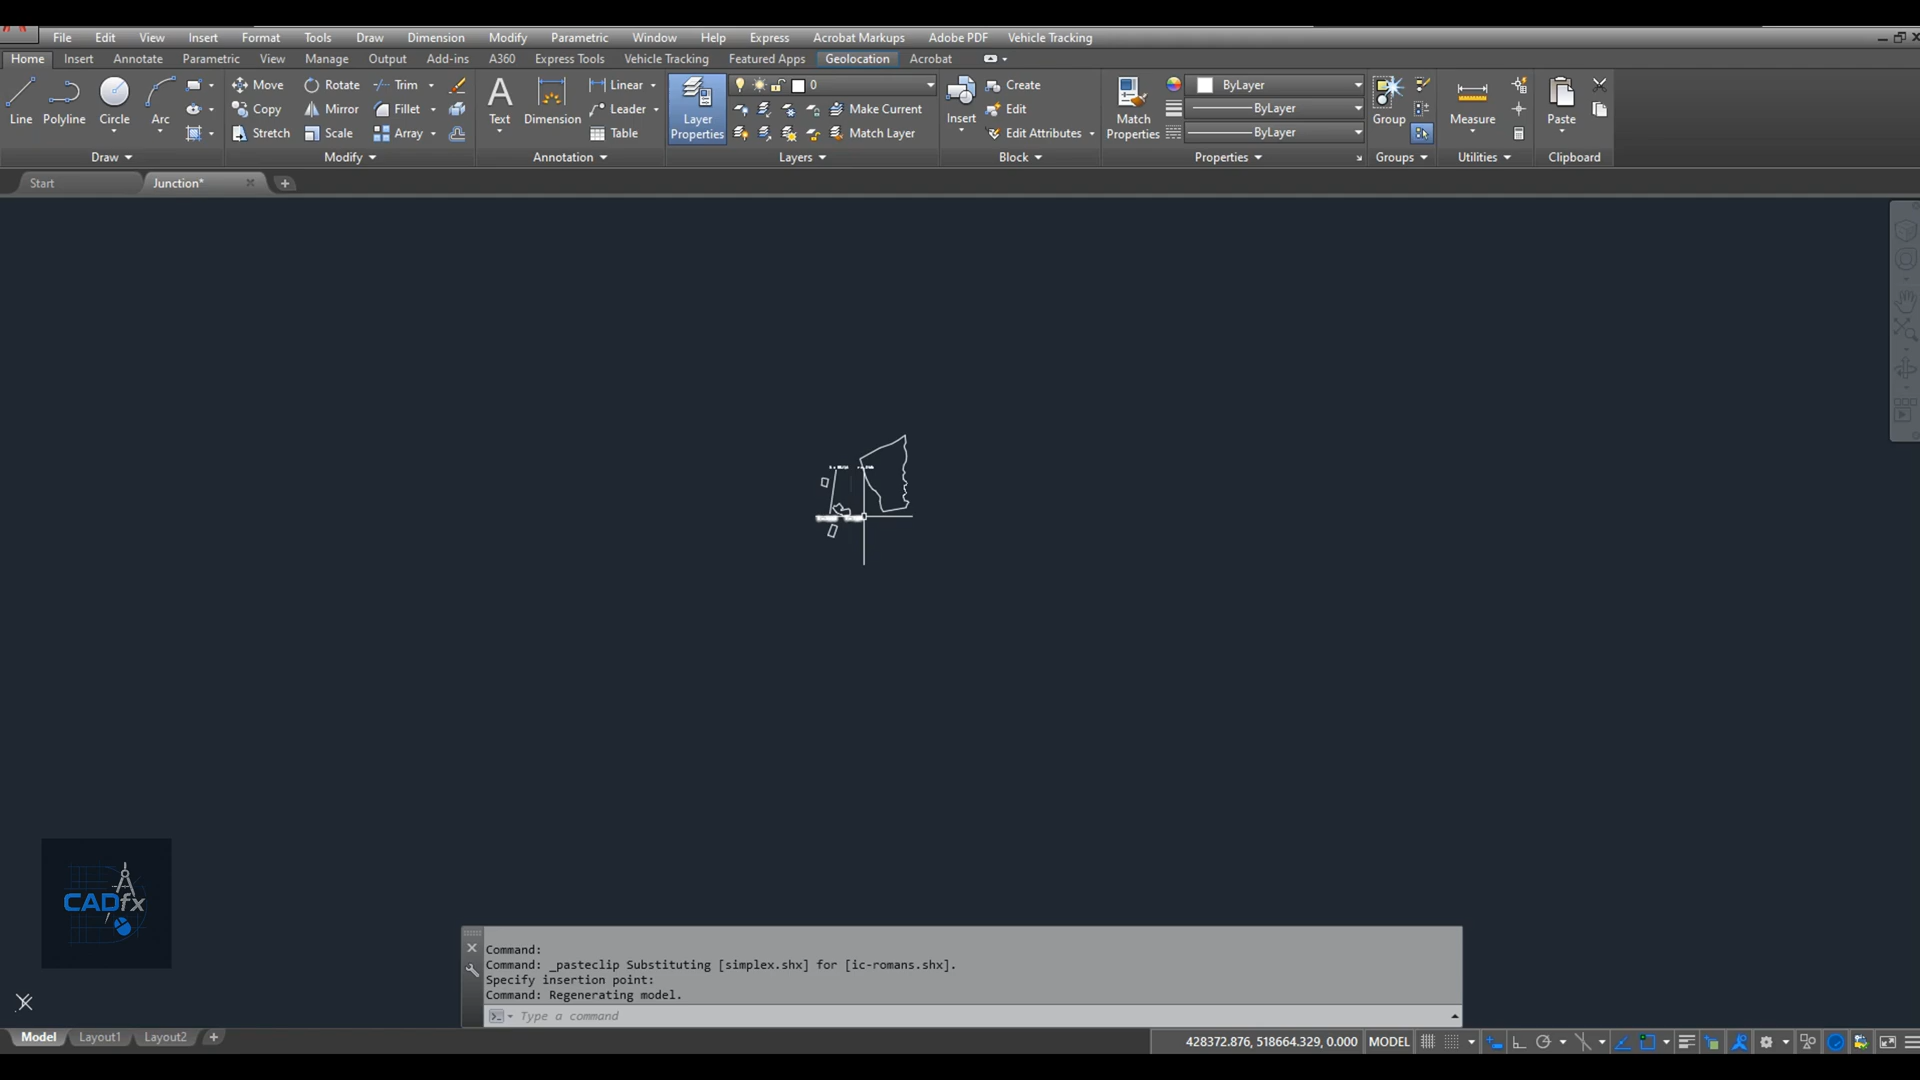 File Edit View Insert Format Tools Draw Dimension Modify Parametric Window Help Express Acrobat Markups Adobe PDF Vehicle Tracking
Home Insert Annotate Parametric View Manage Output Add-ins A360 Express Tools Vehicle Tracking Featured Apps Geolocation Acrobat
Line Polyline Circle Arc
Move Rotate Trim
Copy Mirror Fillet
Stretch Scale Array
Text Dimension
Linear
Leader
Table
Layer Properties
0
Make Current
Match Layer
Insert
Create
Edit
Edit Attributes
Match Properties
ByLayer
ByLayer
ByLayer
Group Measure Paste
Draw Modify Annotation Layers Block Properties Groups Utilities Clipboard
Start Junction*
CADfx
Command:
Command: _pasteclip Substituting [simplex.shx] for [ic-romans.shx].
Specify insertion point:
Command: Regenerating model.
Type a command
Model Layout1 Layout2
428372.876, 518664.329, 0.000 MODEL